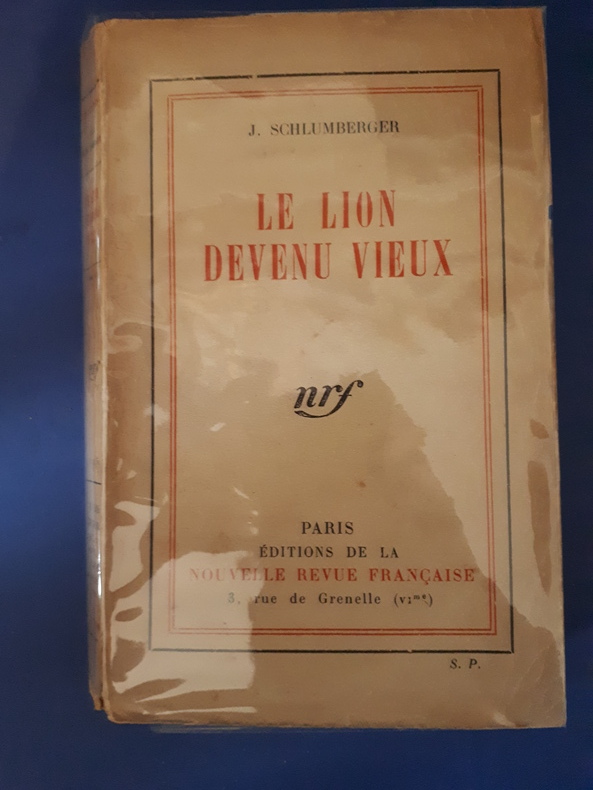 J. SCHLUMBERGER
LE LION
DEVENU VIEUX
nrf
PARIS
ÉDITIONS DE LA
NOUVELLE REVUE FRANÇAISE
3, rue de Grenelle (VIme)
S. P.